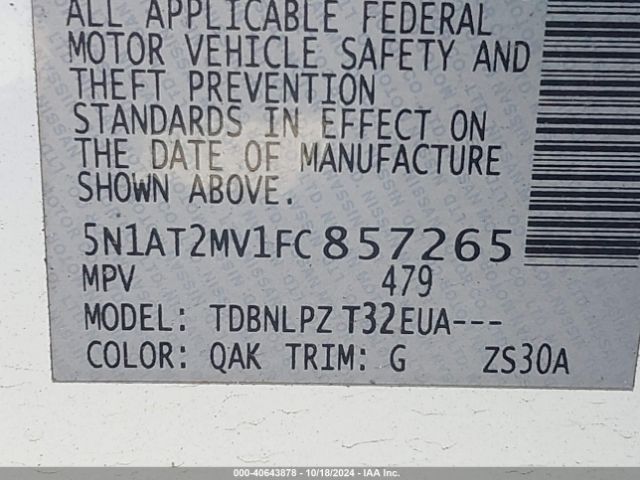 ALL APPLICABLE FEDERAL
MOTOR VEHICLE SAFETY AND
THEFT PREVENTION
STANDARDS IN EFFECT ON
THE DATE OF MANUFACTURE
SHOWN ABOVE.
5N1AT2MV1FC857265
MPV 479
MODEL: TDBNLPZ T32EUA---
COLOR: QAK TRIM: G ZS30A
000-40643878 - 10/18/2024 - IAA